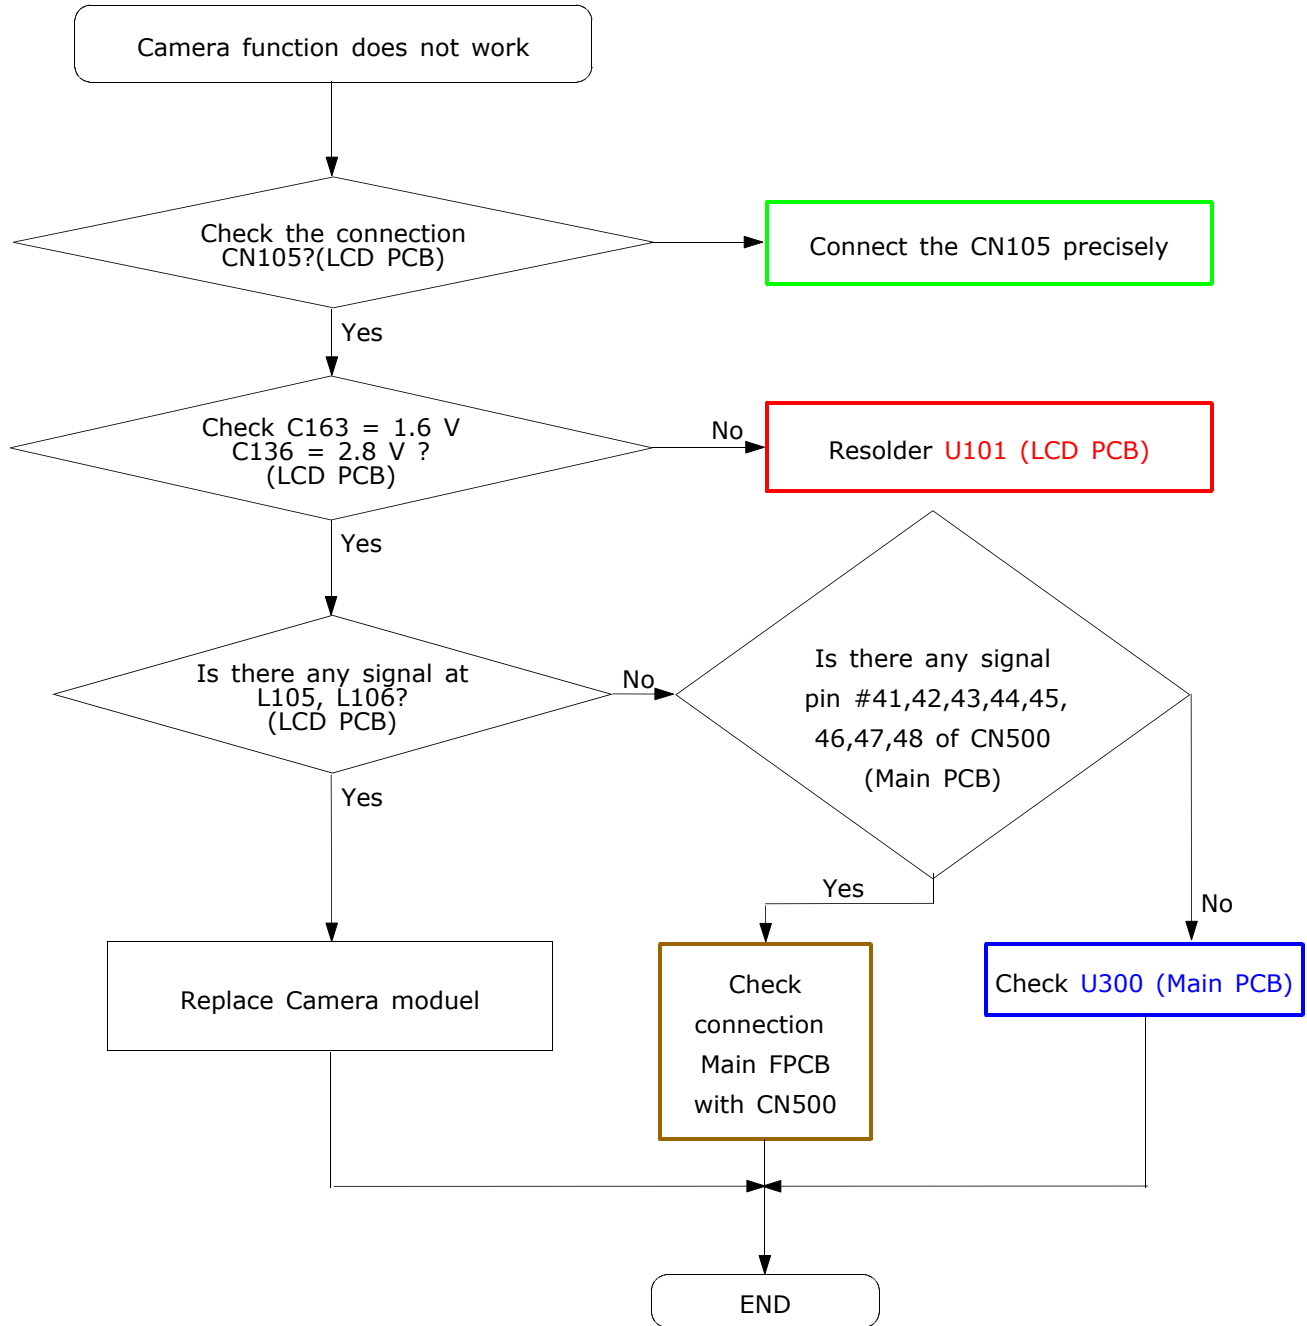 Camera function does not work
Check the connection
CN105?(LCD PCB)
Connect the CN105 precisely
Yes
Check C163 = 1.6 V
C136 = 2.8 V ?
(LCD PCB)
No
Resolder U101 (LCD PCB)
Yes
Is there any signal at
L105, L106?
(LCD PCB)
No
Is there any signal
pin #41,42,43,44,45,
46,47,48 of CN500
(Main PCB)
Yes
Yes
No
Replace Camera moduel
Check
connection
Main FPCB
with CN500
Check U300 (Main PCB)
END